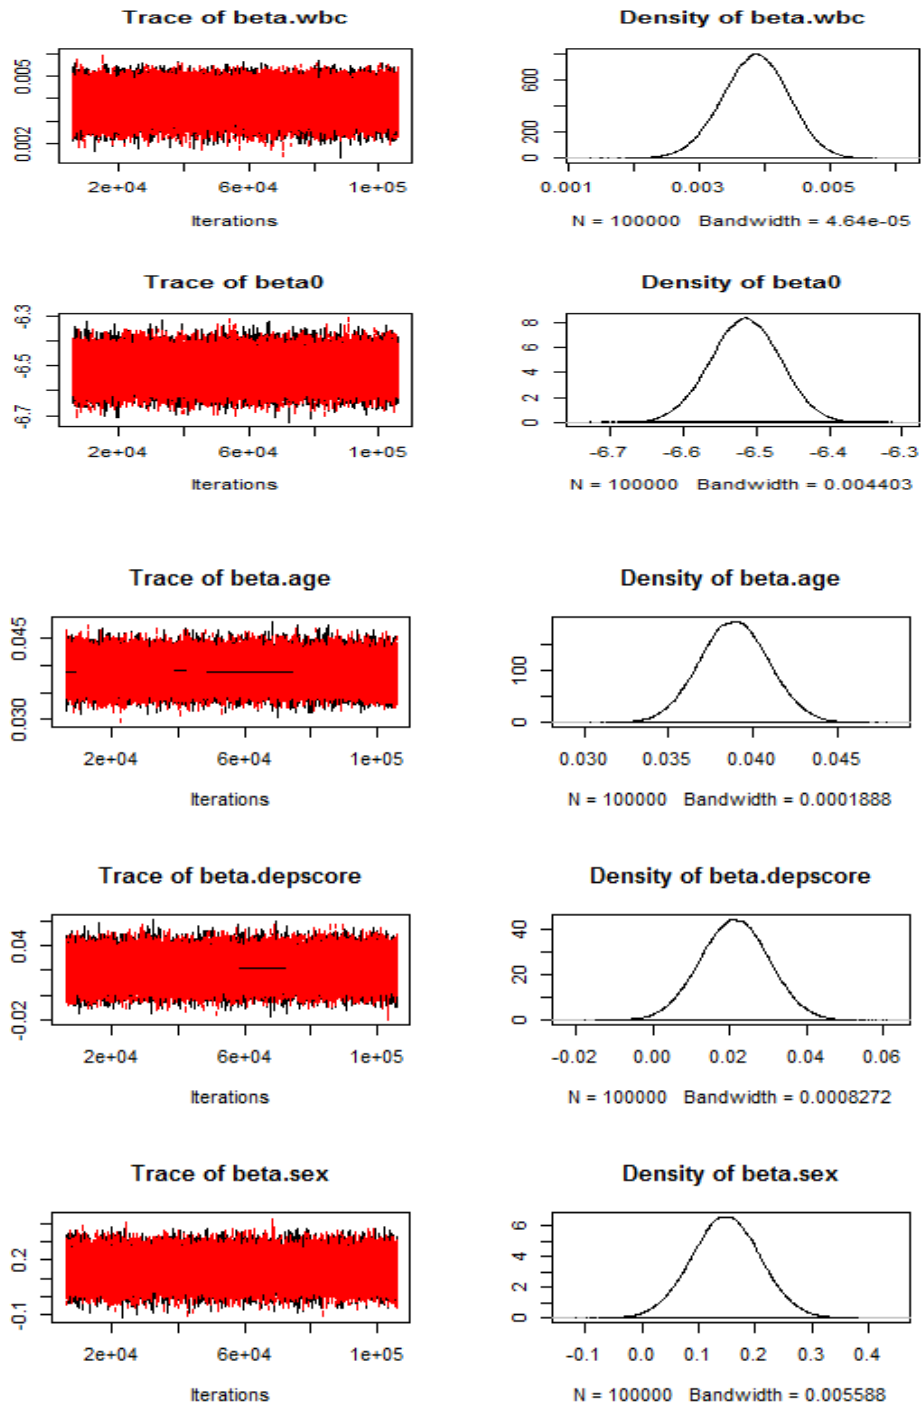 Trace of beta.wbc
0.005
0.002
2e+04 6e+04 1e+05
Iterations
Density of beta.wbc
600
200
0
0.001 0.003 0.005
N = 100000 Bandwidth = 4.64e-05
Trace of beta0
-6.3
-6.5
-6.7
2e+04 6e+04 1e+05
Iterations
Density of beta0
8
6
4
2
0
-6.7 -6.6 -6.5 -6.4 -6.3
N = 100000 Bandwidth = 0.004403
Trace of beta.age
0.045
0.030
2e+04 6e+04 1e+05
Iterations
Density of beta.age
100
0
0.030 0.035 0.040 0.045
N = 100000 Bandwidth = 0.0001888
Trace of beta.depscore
0.04
-0.02
2e+04 6e+04 1e+05
Iterations
Density of beta.depscore
40
20
0
-0.02 0.00 0.02 0.04 0.06
N = 100000 Bandwidth = 0.0008272
Trace of beta.sex
0.2
-0.1
2e+04 6e+04 1e+05
Iterations
Density of beta.sex
6
4
2
0
-0.1 0.0 0.1 0.2 0.3 0.4
N = 100000 Bandwidth = 0.005588